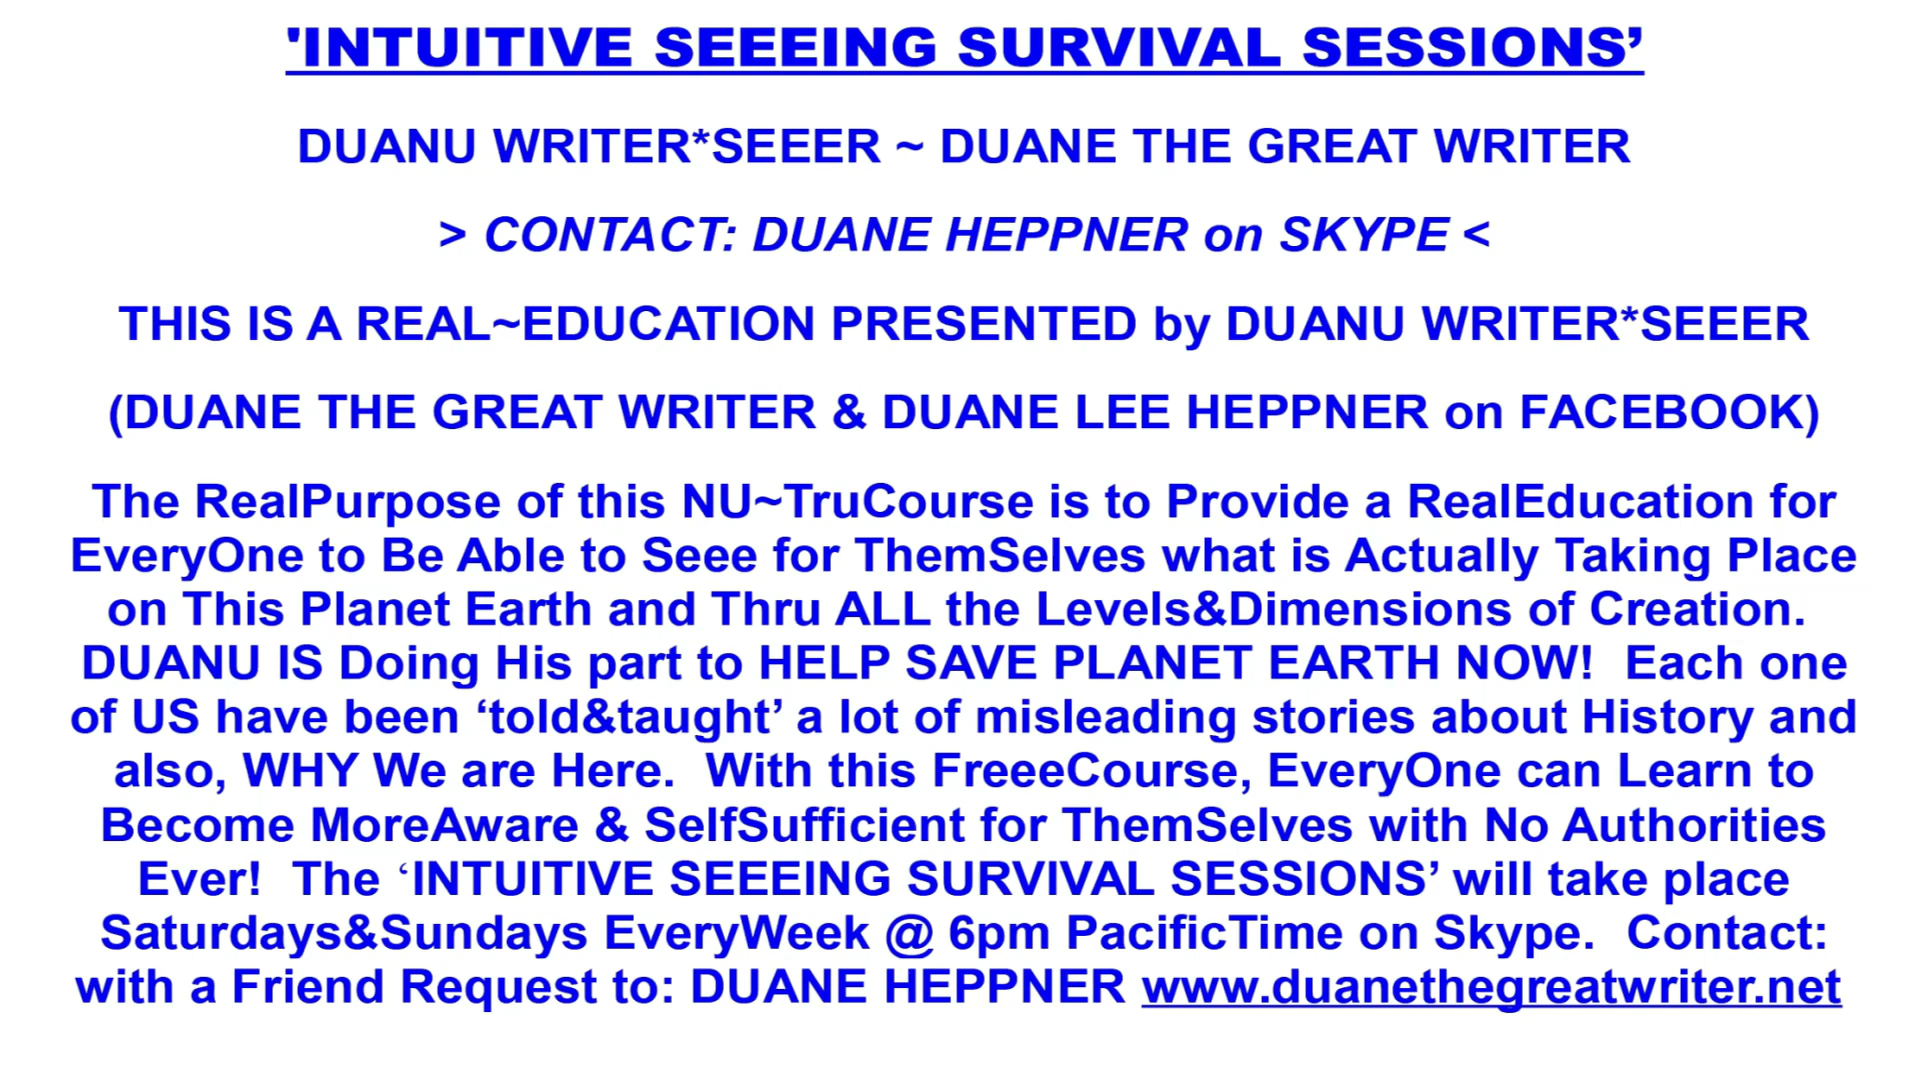 'INTUITIVE SEEEING SURVIVAL SESSIONS’
DUANU WRITER*SEEER ~ DUANE THE GREAT WRITER
> CONTACT: DUANE HEPPNER on SKYPE <
THIS IS A REAL~EDUCATION PRESENTED by DUANU WRITER*SEEER
(DUANE THE GREAT WRITER & DUANE LEE HEPPNER on FACEBOOK)
The RealPurpose of this NU~TruCourse is to Provide a RealEducation for
EveryOne to Be Able to Seee for ThemSelves what is Actually Taking Place
on This Planet Earth and Thru ALL the Levels&Dimensions of Creation.
DUANU IS Doing His part to HELP SAVE PLANET EARTH NOW!  Each one
of US have been ‘told&taught’ a lot of misleading stories about History and
also, WHY We are Here.  With this FreeeCourse, EveryOne can Learn to
Become MoreAware & SelfSufficient for ThemSelves with No Authorities
Ever!  The ‘INTUITIVE SEEEING SURVIVAL SESSIONS’ will take place
Saturdays&Sundays EveryWeek @ 6pm PacificTime on Skype.  Contact:
with a Friend Request to: DUANE HEPPNER www.duanethegreatwriter.net